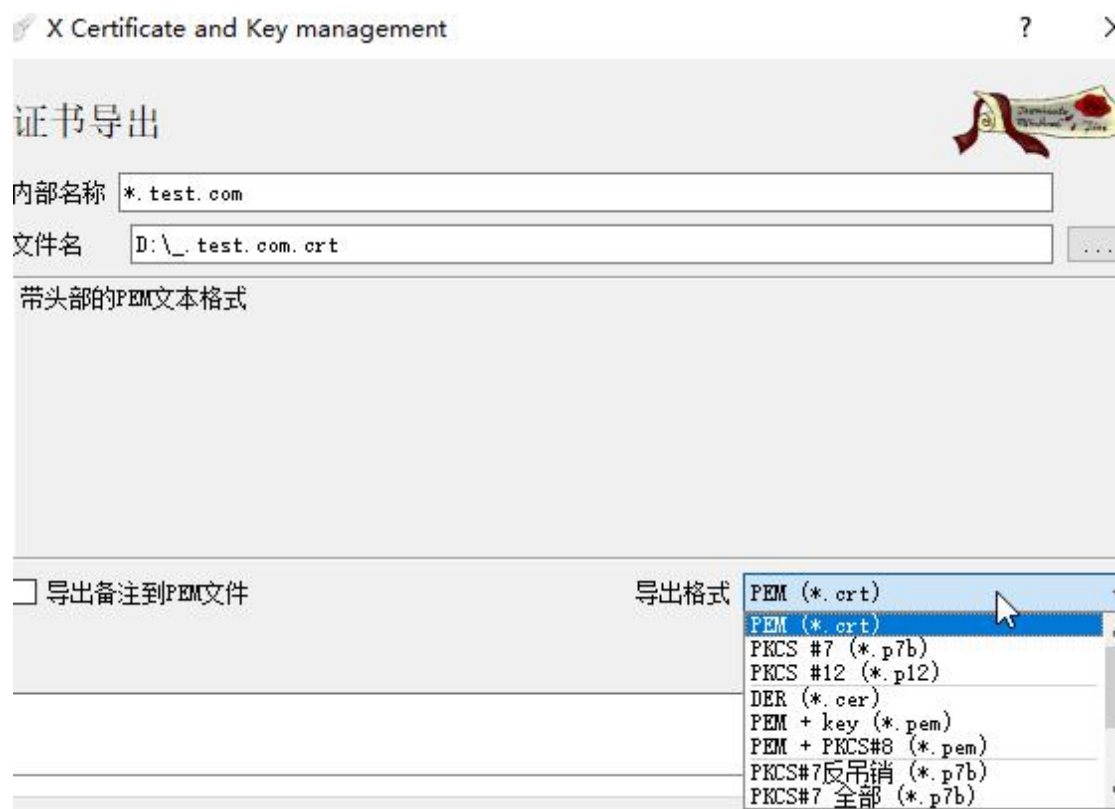 X Certificate and Key management
证书导出
内部名称 *.test.com
文件名 D:\_.test.com.crt ...
带头部的PEM文本格式
导出备注到PEM文件 导出格式 PEM (*.crt)
PEM (*.crt)
PKCS #7 (*.p7b)
PKCS #12 (*.p12)
DER (*.cer)
PEM + key (*.pem)
PEM + PKCS#8 (*.pem)
PKCS#7反吊销 (*.p7b)
PKCS#7 全部 (*.p7b)